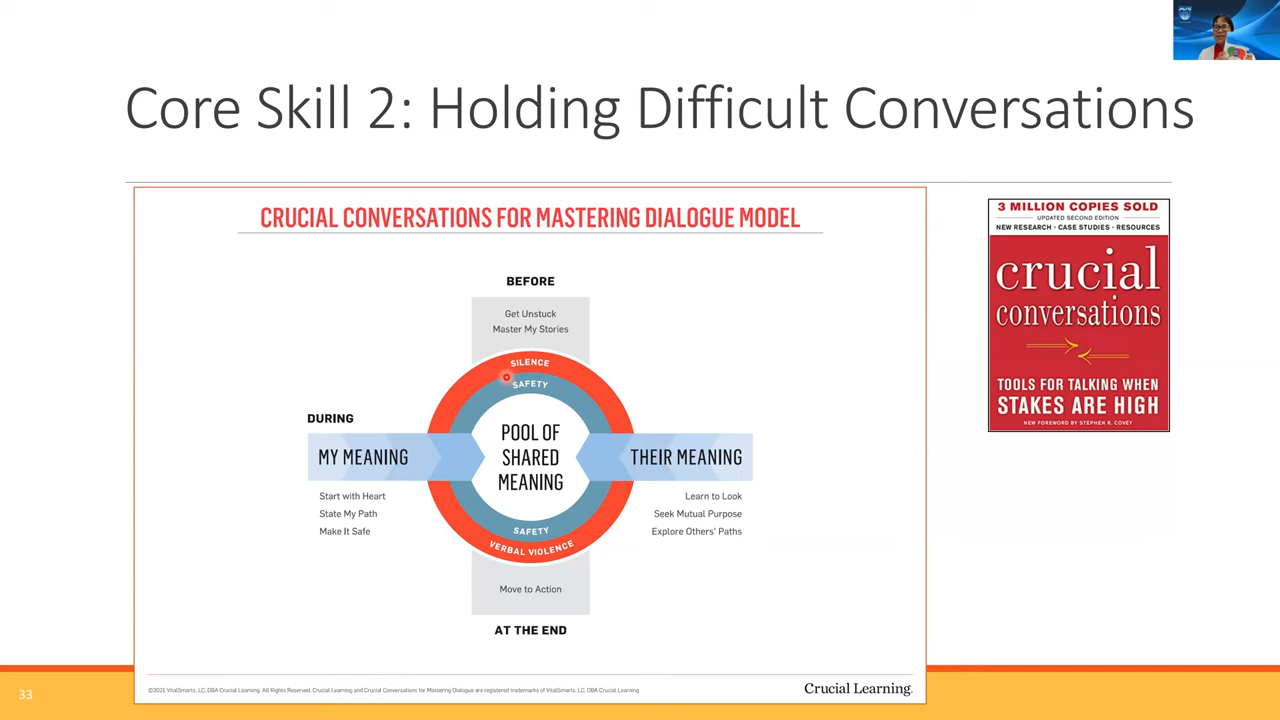 Core Skill 2: Holding Difficult Conversations
CRUCIAL CONVERSATIONS FOR MASTERING DIALOGUE MODEL
BEFORE
Get Unstuck
Master My Stories
SILENCE
SAFETY
DURING
MY MEANING
POOL OF
SHARED
MEANING
THEIR MEANING
Start with Heart
State My Path
Make It Safe
Learn to Look
Seek Mutual Purpose
Explore Others' Paths
SAFETY
VERBAL VIOLENCE
Move to Action
AT THE END
©2021 VitalSmarts, LC, DBA Crucial Learning. All Rights Reserved. Crucial Learning and Crucial Conversations for Mastering Dialogue are registered trademarks of VitalSmarts, LC, DBA Crucial Learning
Crucial Learning.
3 MILLION COPIES SOLD
UPDATED SECOND EDITION
NEW RESEARCH · CASE STUDIES · RESOURCES
crucial
conversations
TOOLS FOR TALKING WHEN
STAKES ARE HIGH
NEW FOREWORD BY STEPHEN R. COVEY
33